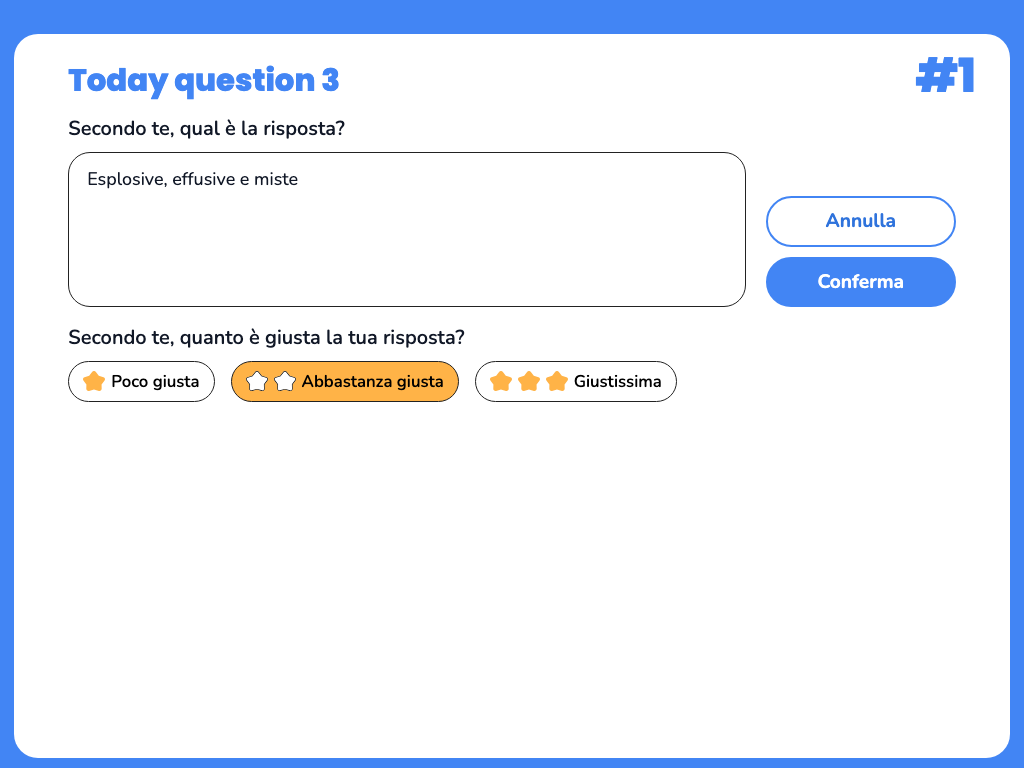 Today question 3
#1
Secondo te, qual è la risposta?
Esplosive, effusive e miste
Annulla
Conferma
Secondo te, quanto è giusta la tua risposta?
Poco giusta
Abbastanza giusta
Giustissima